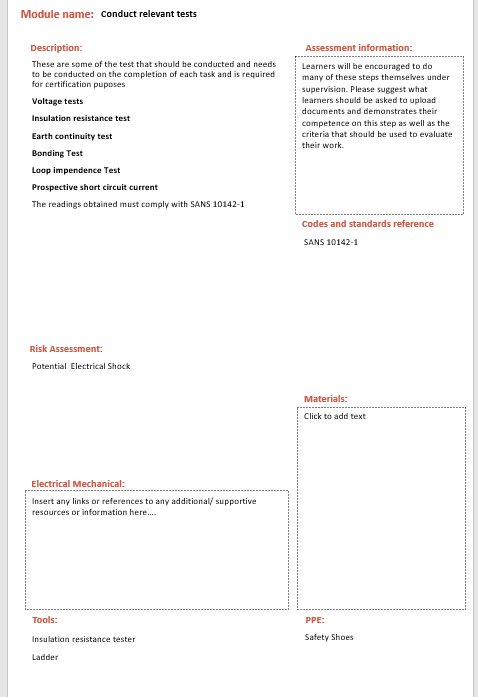 Module name: Conduct relevant tests
Description:
These are some of the test that should be conducted and needs
to be conducted on the completion of each task and is required
for certification puposes
Voltage tests
Insulation resistance test
Earth continuity test
Bonding Test
Loop impendence Test
Prospective short circuit current
The readings obtained must comply with SANS 10142-1
Assessment information:
Learners will be encouraged to do
many of these steps themselves under
supervision. Please suggest what
learners should be asked to upload
documents and demonstrates their
competence on this step as well as the
criteria that should be used to evaluate
their work.
Codes and standards reference
SANS 10142-1
Risk Assessment:
Potential Electrical Shock
Materials:
Click to add text
Electrical Mechanical:
Insert any links or references to any additional/ supportive
resources or information here....
Tools:
Insulation resistance tester
Ladder
PPE:
Safety Shoes